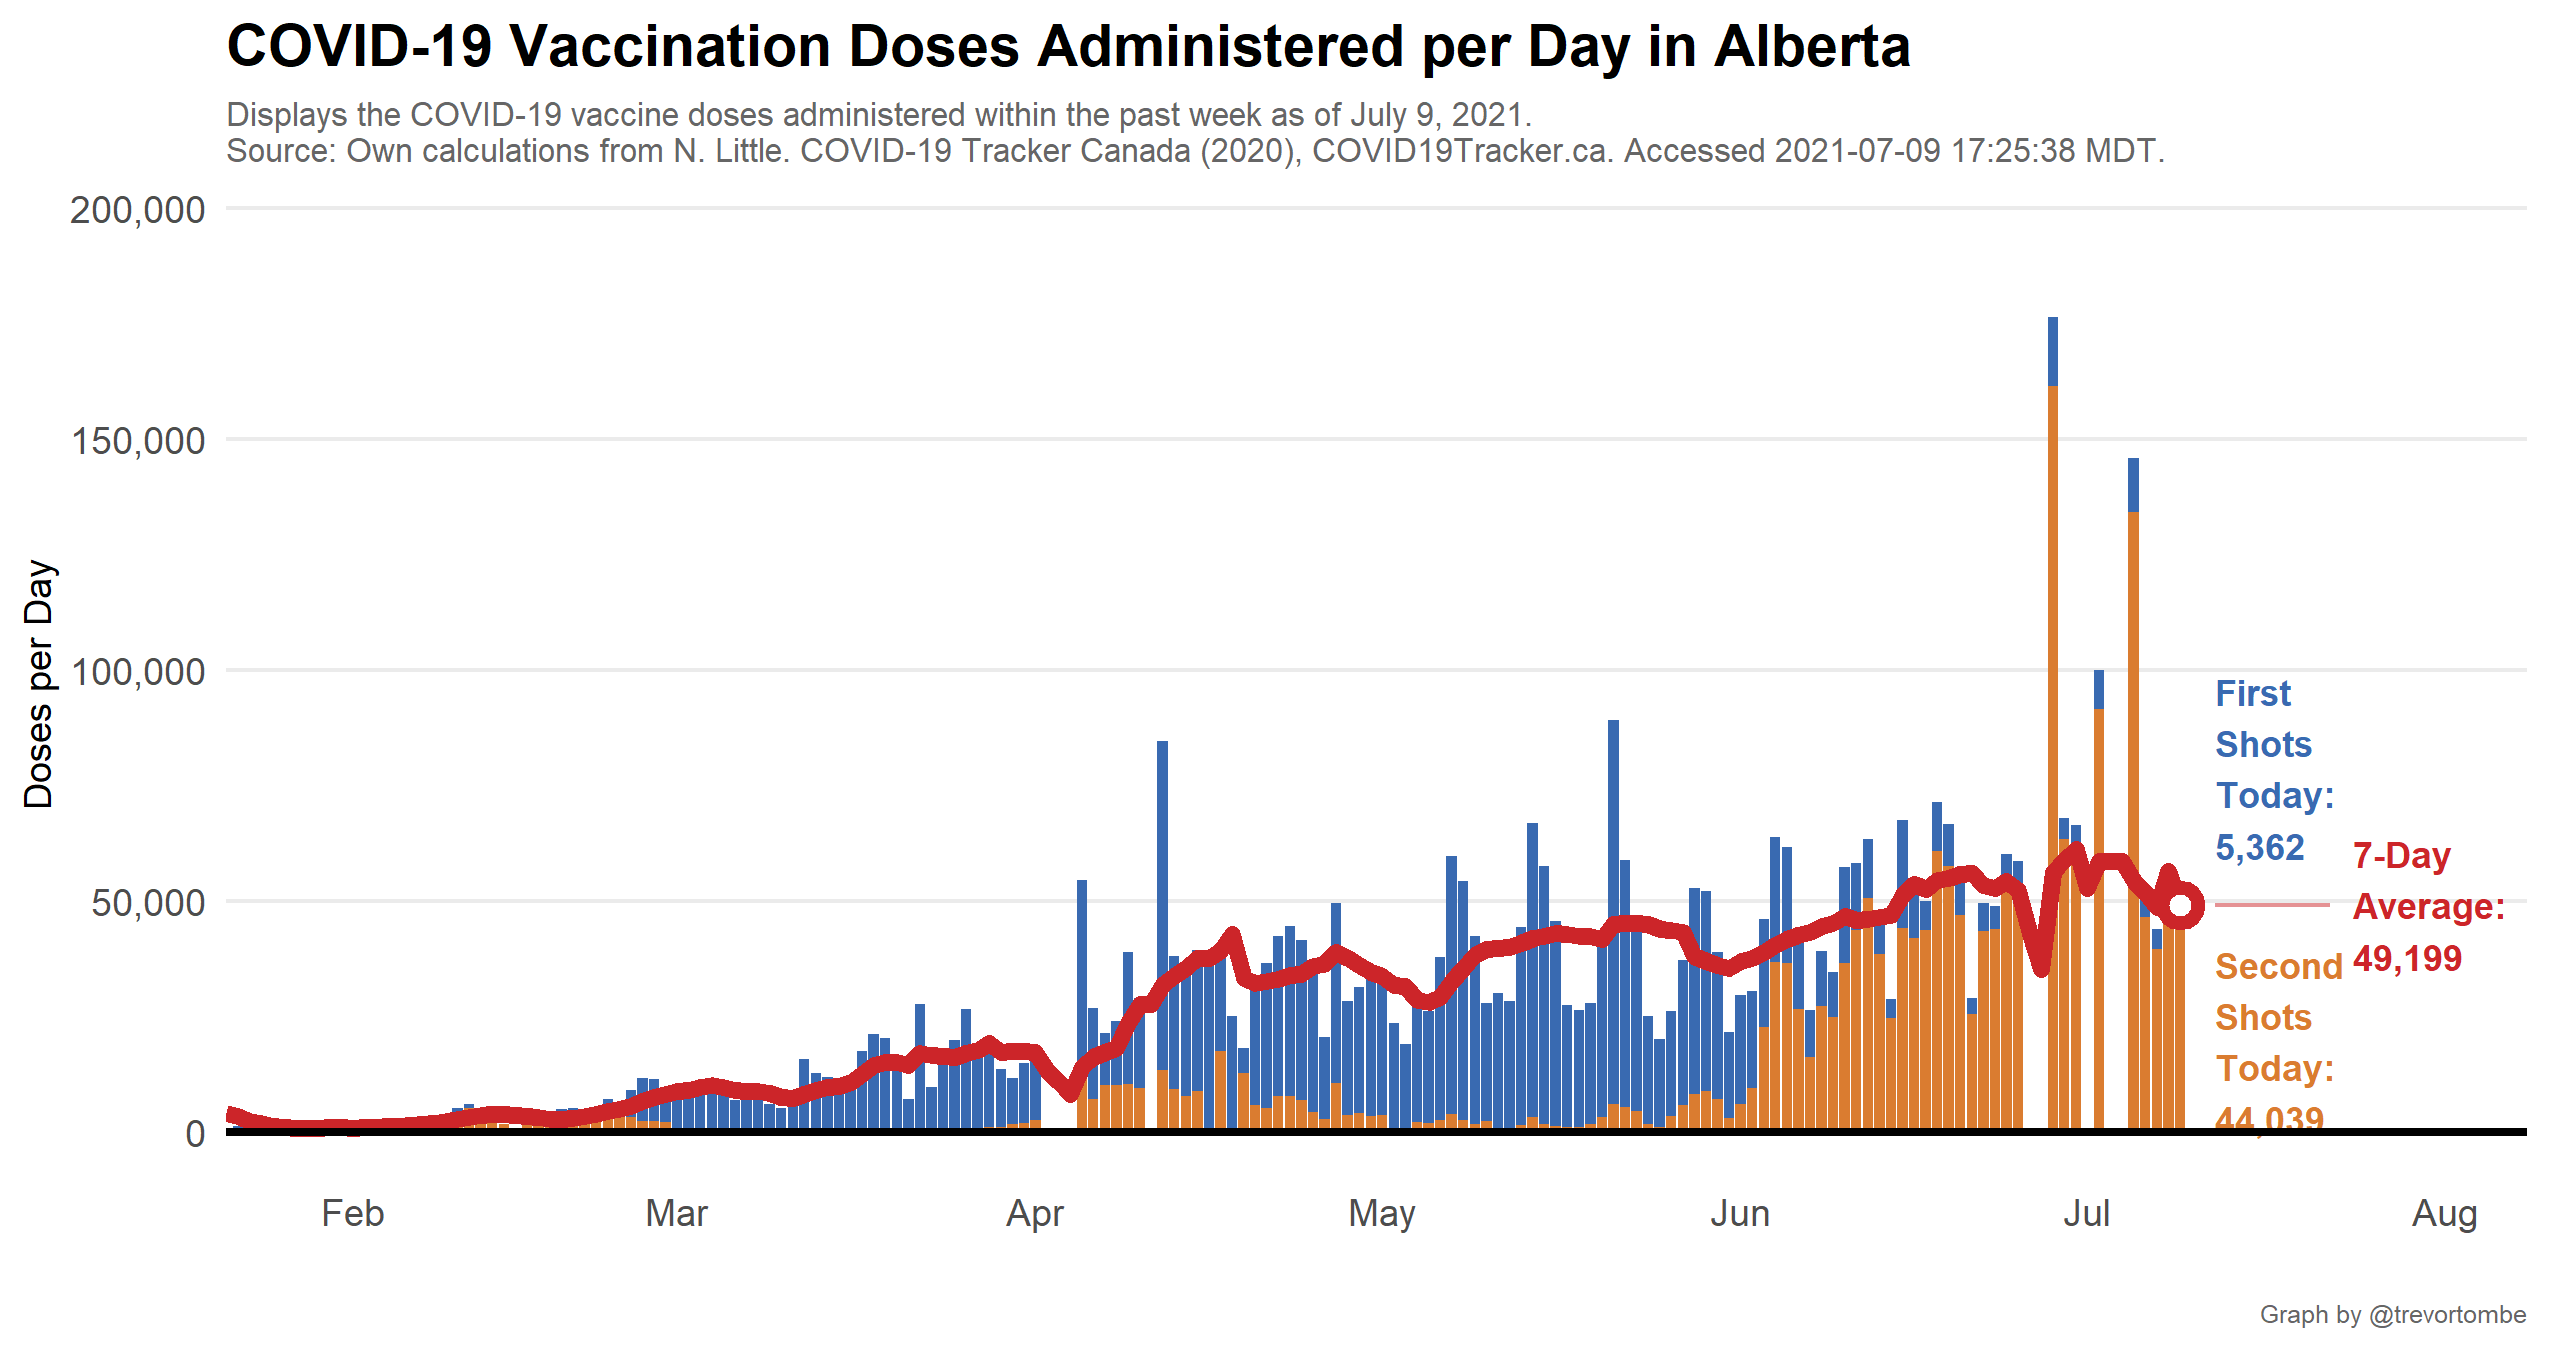 COVID-19 Vaccination Doses Administered per Day in Alberta
Displays the COVID-19 vaccine doses administered within the past week as of July 9, 2021.
Source: Own calculations from N. Little. COVID-19 Tracker Canada (2020), COVID19Tracker.ca. Accessed 2021-07-09 17:25:38 MDT.
Doses per Day
200,000
150,000
100,000
50,000
0
First
Shots
Today:
5,362
7-Day
Average:
49,199
Second
Shots
Today:
44,039
Feb
Mar
Apr
May
Jun
Jul
Aug
Graph by @trevortombe